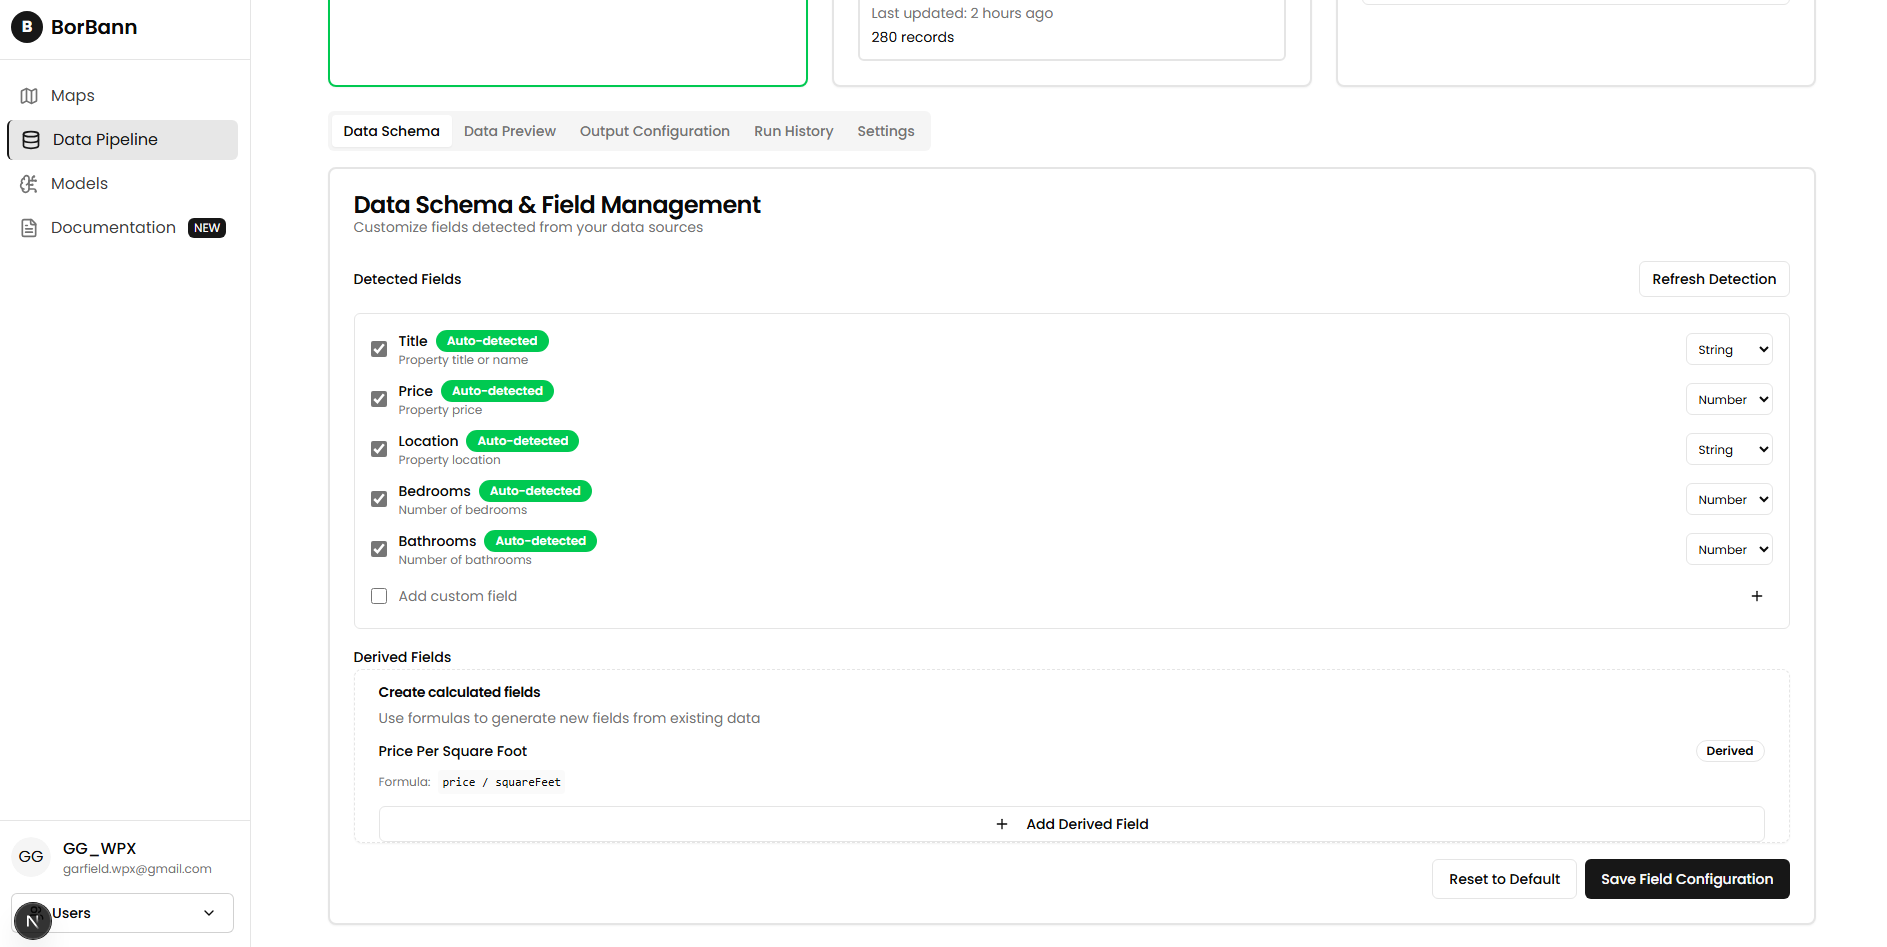 B BorBann
Maps
Data Pipeline
Models
Documentation NEW
GG GG_WPX
garfield.wpx@gmail.com
Users
N
Last updated: 2 hours ago
280 records
Data Schema Data Preview Output Configuration Run History Settings
Data Schema & Field Management
Customize fields detected from your data sources
Detected Fields Refresh Detection
Title Auto-detected String
Property title or name
Price Auto-detected Number
Property price
Location Auto-detected String
Property location
Bedrooms Auto-detected Number
Number of bedrooms
Bathrooms Auto-detected Number
Number of bathrooms
Add custom field +
Derived Fields
Create calculated fields
Use formulas to generate new fields from existing data
Price Per Square Foot Derived
Formula: price / squareFeet
+ Add Derived Field
Reset to Default Save Field Configuration